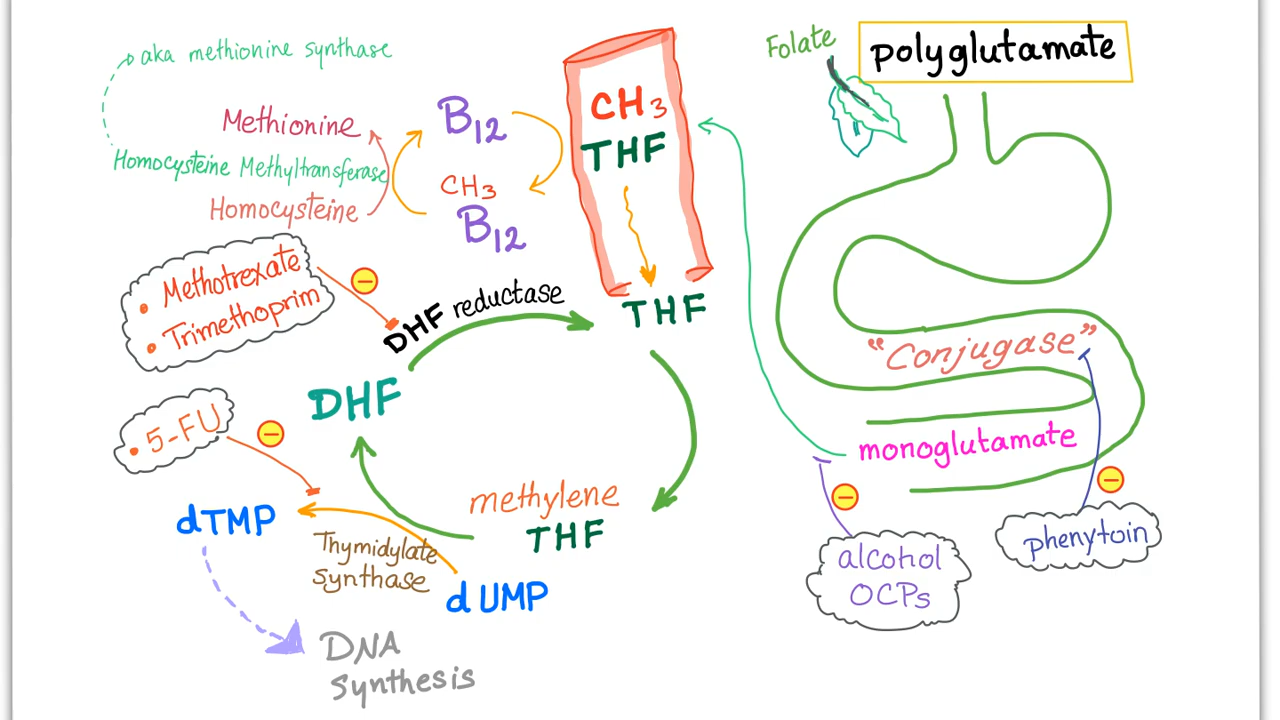 aka methionine synthase
Methionine
Homocysteine Methyltransferase
Homocysteine
B12
CH3
B12
CH3
THF
THF
Folate
polyglutamate
• Methotrexate
• Trimethoprim
DHF reductase
DHF
• 5-FU
dTMP
Thymidylate
synthase
methylene
THF
dUMP
DNA
Synthesis
"Conjugase"
monoglutamate
alcohol
OCPs
phenytoin